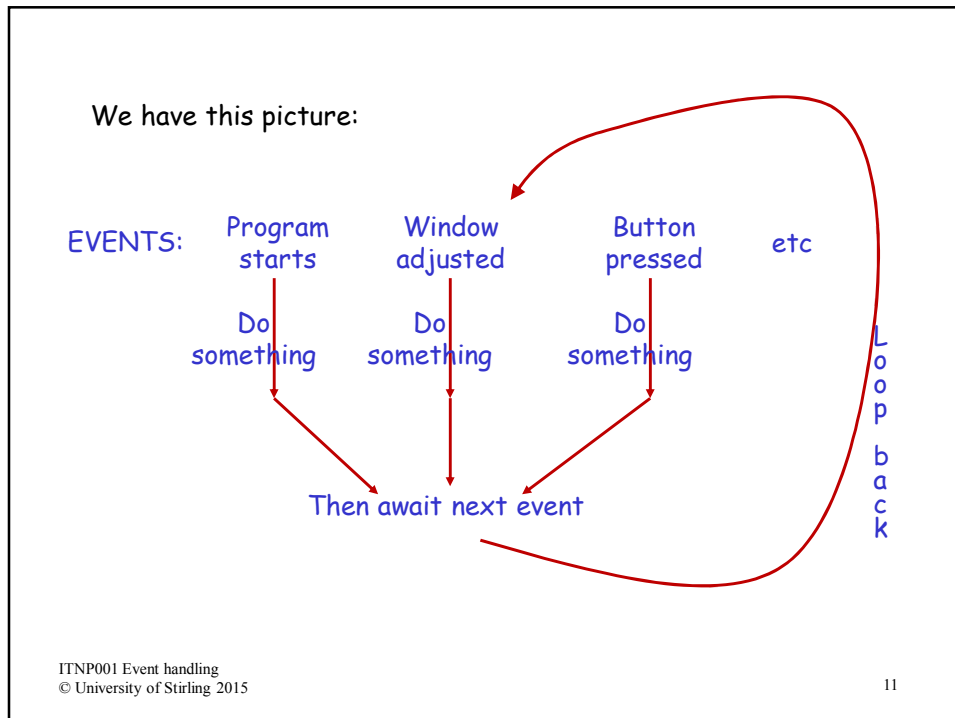 We have this picture:
EVENTS:
Program
starts
Window
adjusted
Button
pressed
etc
Do
something
Do
something
Do
something
Then await next event
Loop back
ITNP001 Event handling
© University of Stirling 2015
11